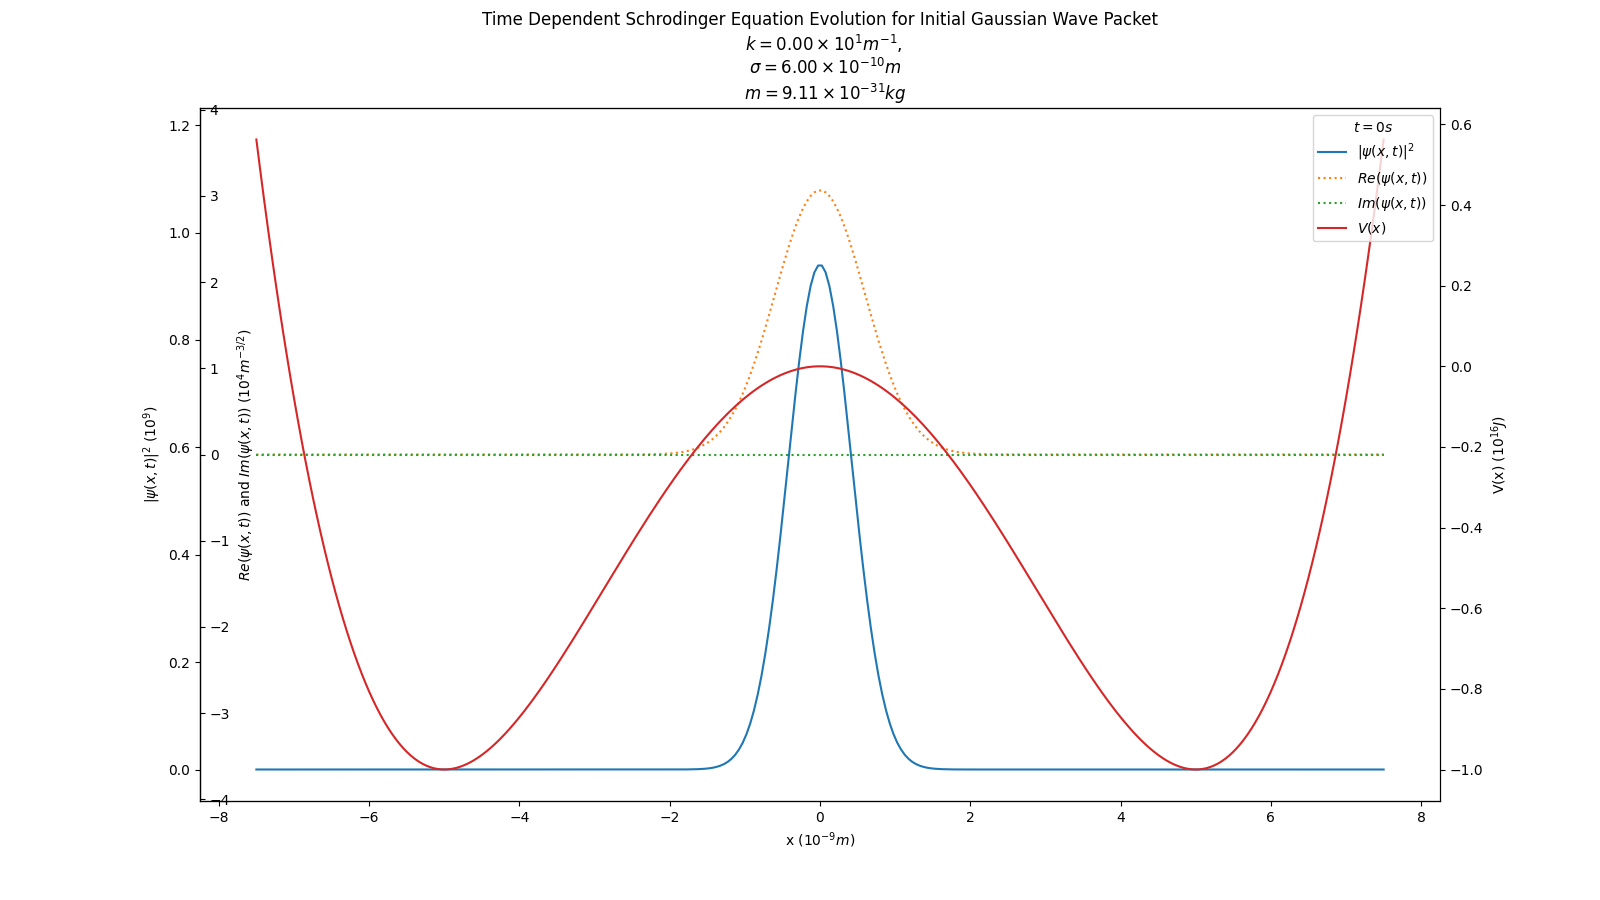 Time Dependent Schrodinger Equation Evolution for Initial Gaussian Wave Packet
k = 0.00 × 10¹m⁻¹,
σ = 6.00 × 10⁻¹⁰m
m = 9.11 × 10⁻³¹kg
t = 0s
|ψ(x, t)|²
Re(ψ(x, t))
Im(ψ(x, t))
V(x)
|ψ(x, t)|² (10⁹)
1.2
1.0
0.8
0.6
0.4
0.2
0.0
Re(ψ(x, t)) and Im(ψ(x, t)) (10⁴m⁻³ᐟ²)
4
3
2
1
0
−1
−2
−3
−4
V(x) (10¹⁶J)
0.6
0.4
0.2
0.0
−0.2
−0.4
−0.6
−0.8
−1.0
−8
−6
−4
−2
0
2
4
6
8
x (10⁻⁹m)